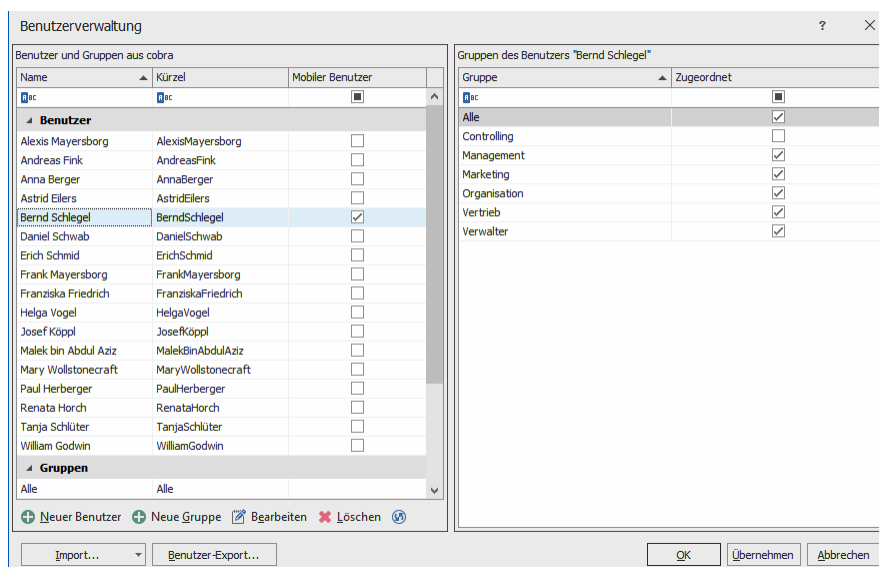 Benutzerverwaltung ?
Benutzer und Gruppen aus cobra
Name Kürzel Mobiler Benutzer
ABC ABC
Benutzer
Alexis Mayersborg AlexisMayersborg
Andreas Fink AndreasFink
Anna Berger AnnaBerger
Astrid Eilers AstridEilers
Bernd Schlegel BerndSchlegel
Daniel Schwab DanielSchwab
Erich Schmid ErichSchmid
Frank Mayersborg FrankMayersborg
Franziska Friedrich FranziskaFriedrich
Helga Vogel HelgaVogel
Josef Köppl JosefKöppl
Malek bin Abdul Aziz MalekBinAbdulAziz
Mary Wollstonecraft MaryWollstonecraft
Paul Herberger PaulHerberger
Renata Horch RenataHorch
Tanja Schlüter TanjaSchlüter
William Godwin WilliamGodwin
Gruppen
Alle Alle
Neuer Benutzer Neue Gruppe Bearbeiten Löschen
Gruppen des Benutzers "Bernd Schlegel"
Gruppe Zugeordnet
ABC
Alle
Controlling
Management
Marketing
Organisation
Vertrieb
Verwalter
Import... Benutzer-Export... OK Übernehmen Abbrechen